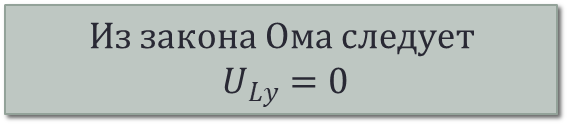 Из закона Ома следует
U_{Ly} = 0